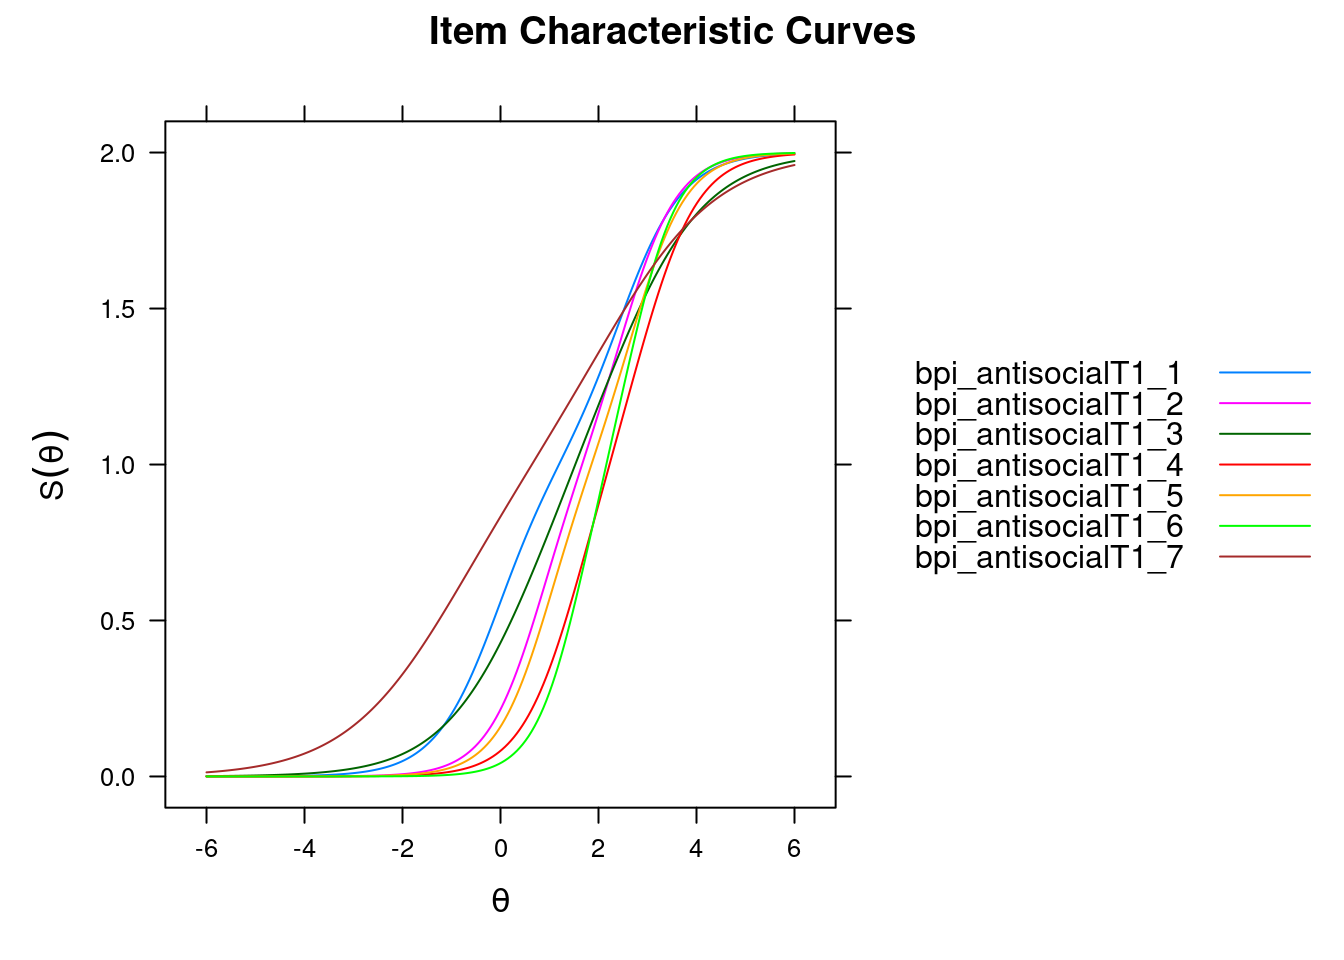 Item Characteristic Curves
S(θ)
2.0
1.5
1.0
0.5
0.0
-6 -4 -2 0 2 4 6
θ
bpi_antisocialT1_1
bpi_antisocialT1_2
bpi_antisocialT1_3
bpi_antisocialT1_4
bpi_antisocialT1_5
bpi_antisocialT1_6
bpi_antisocialT1_7